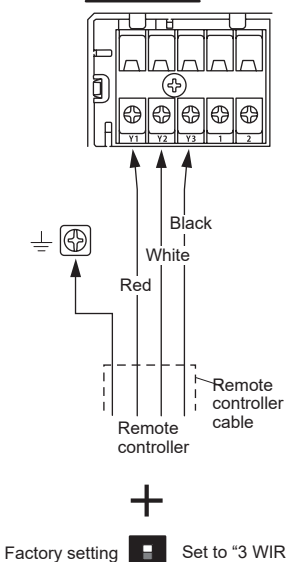 Y1 Y2 Y3 1 2
Black
White
Red
Remote
controller
cable
Remote
controller
+
Factory setting Set to “3 WIR